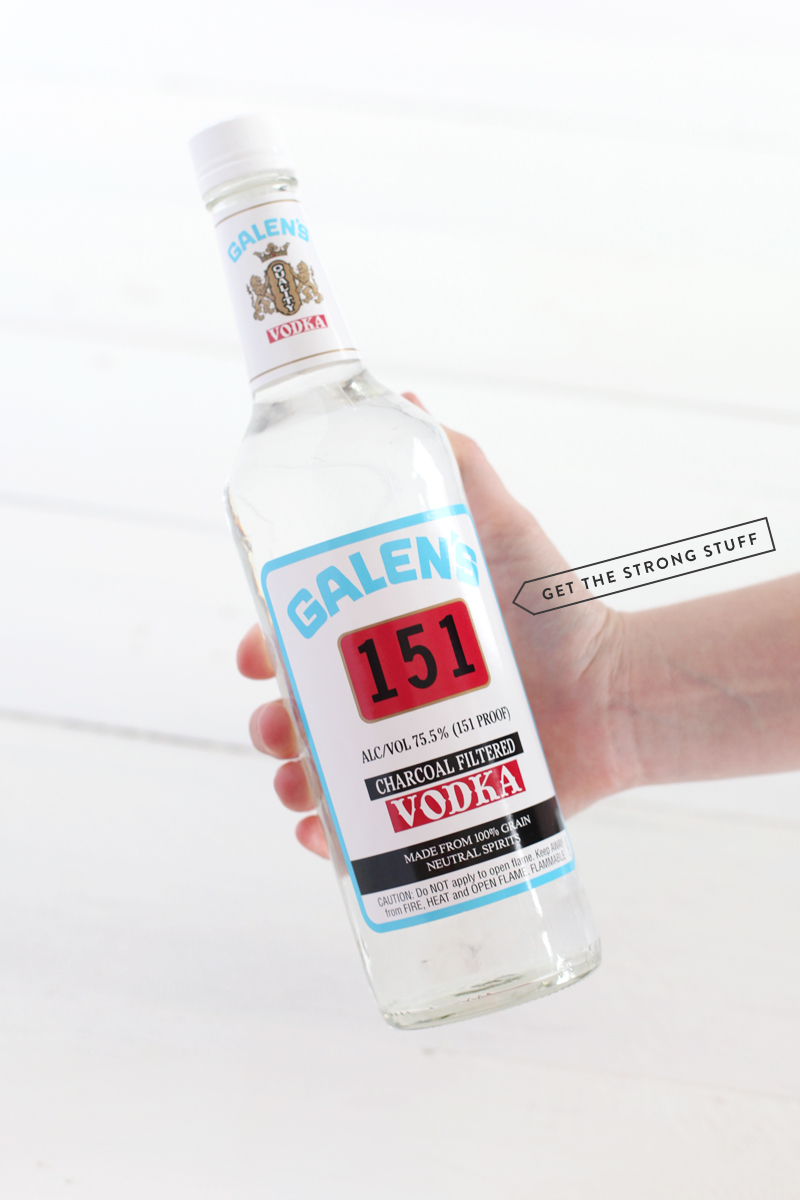 GALEN'S
QUALITY
VODKA
GALEN'S
151
ALC/VOL 75.5% (151 PROOF)
CHARCOAL FILTERED
VODKA
MADE FROM 100% GRAIN
NEUTRAL SPIRITS
CAUTION: Do NOT apply to open flame. Keep AWAY
from FIRE, HEAT and OPEN FLAME, FLAMMABLE
GET THE STRONG STUFF